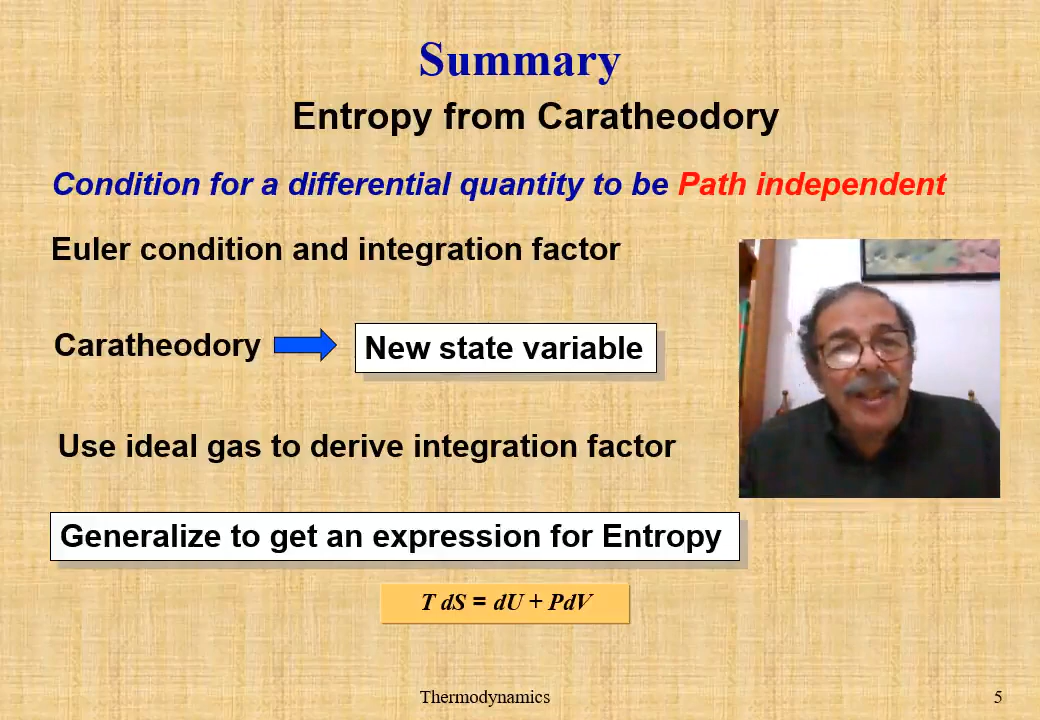 Summary
Entropy from Caratheodory
Condition for a differential quantity to be Path independent
Euler condition and integration factor
Caratheodory
New state variable
Use ideal gas to derive integration factor
Generalize to get an expression for Entropy
T dS = dU + PdV
Thermodynamics
5